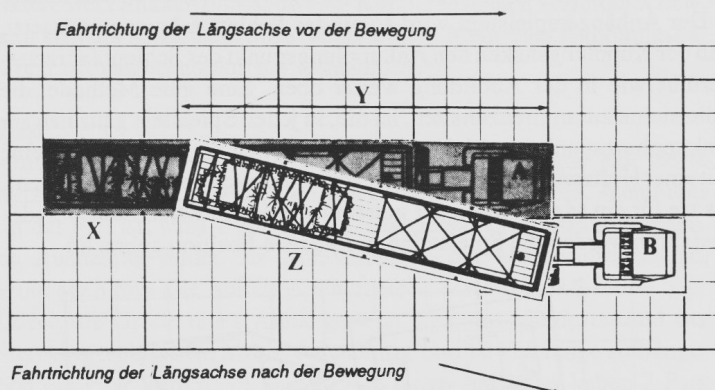 Fahrtrichtung der Längsachse vor der Bewegung
Y
A
X
B
Z
Fahrtrichtung der Längsachse nach der Bewegung